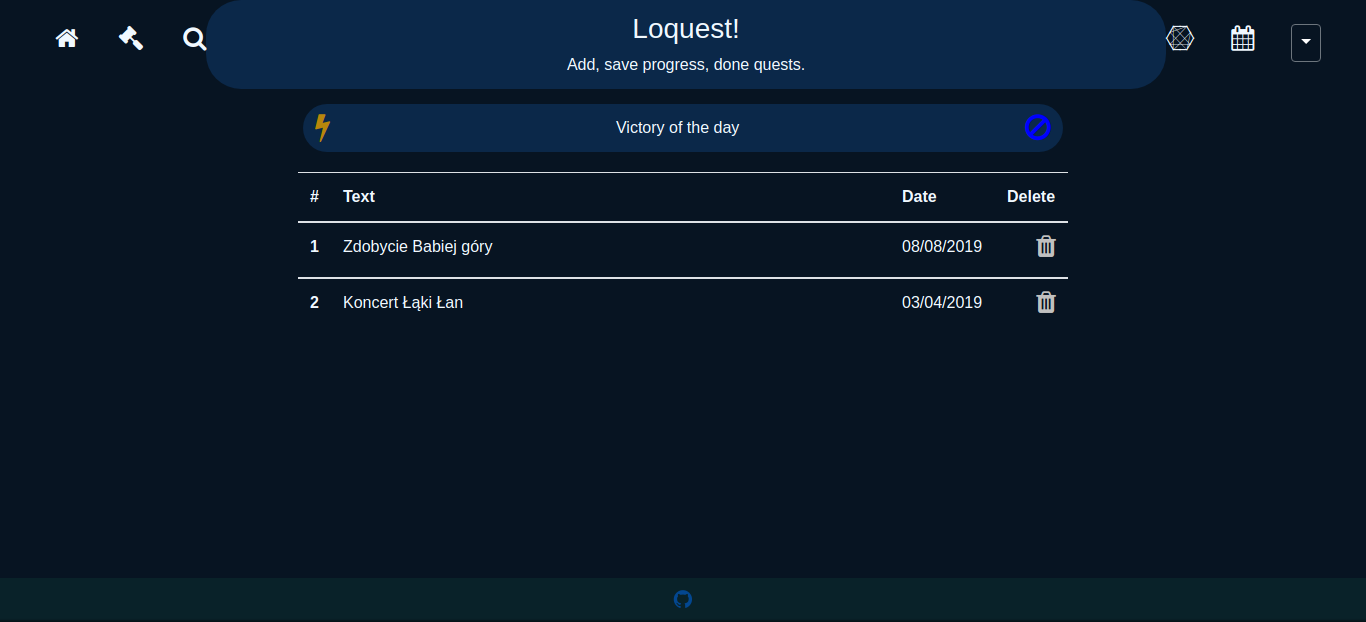 Loquest!
Add, save progress, done quests.
Victory of the day
# Text Date Delete
1 Zdobycie Babiej góry 08/08/2019
2 Koncert Łąki Łan 03/04/2019